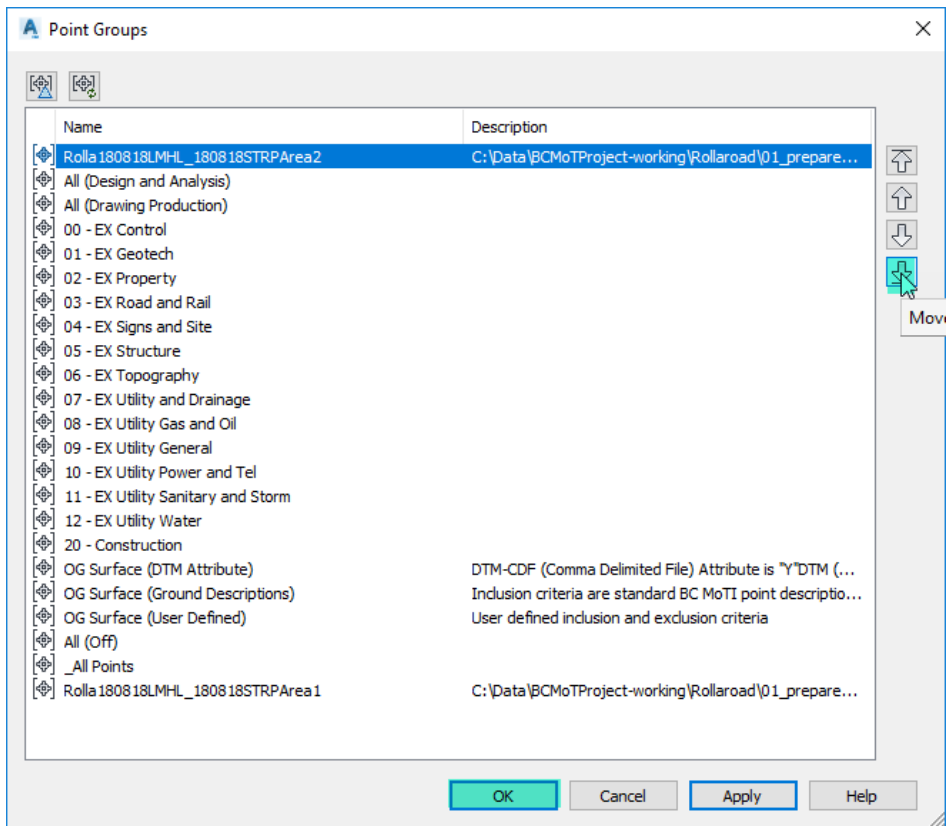 Point Groups
Name Description
Rolla180818LMHL_180818STRPArea2 C:\Data\BCMoTProject-working\Rollaroad\01_prepare...
All (Design and Analysis)
All (Drawing Production)
00 - EX Control
01 - EX Geotech
02 - EX Property
03 - EX Road and Rail
04 - EX Signs and Site
05 - EX Structure
06 - EX Topography
07 - EX Utility and Drainage
08 - EX Utility Gas and Oil
09 - EX Utility General
10 - EX Utility Power and Tel
11 - EX Utility Sanitary and Storm
12 - EX Utility Water
20 - Construction
OG Surface (DTM Attribute) DTM-CDF (Comma Delimited File) Attribute is "Y"DTM (...
OG Surface (Ground Descriptions) Inclusion criteria are standard BC MoTI point descriptio...
OG Surface (User Defined) User defined inclusion and exclusion criteria
All (Off)
_All Points
Rolla180818LMHL_180818STRPArea1 C:\Data\BCMoTProject-working\Rollaroad\01_prepare...
Move
OK Cancel Apply Help